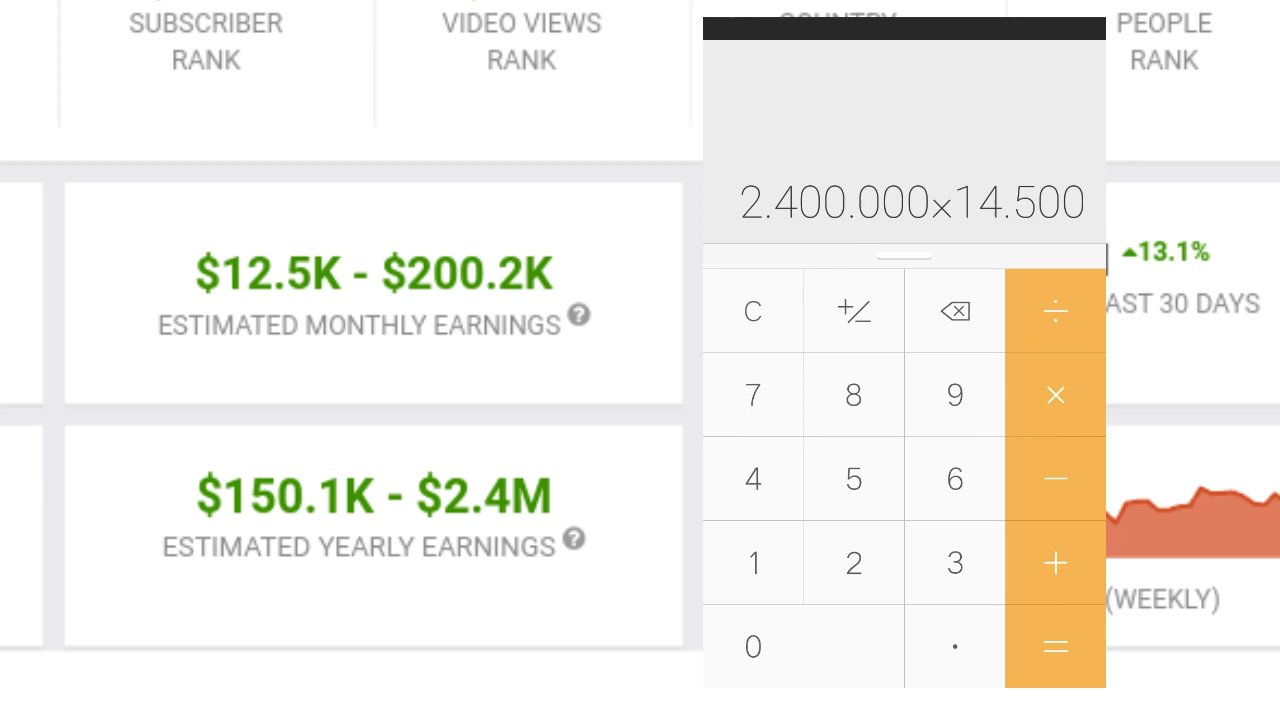 SUBSCRIBER
RANK
VIDEO VIEWS
RANK
COUNTRY
PEOPLE
RANK
2.400.000×14.500
$12.5K - $200.2K
ESTIMATED MONTHLY EARNINGS ?
13.1%
AST 30 DAYS
$150.1K - $2.4M
ESTIMATED YEARLY EARNINGS ?
(WEEKLY)
C +/− ÷
7 8 9 ×
4 5 6 −
1 2 3 +
0 . =